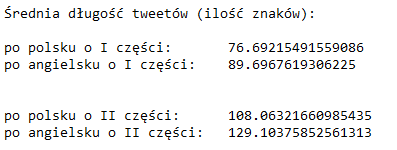 Średnia długość tweetów (ilość znaków):
po polsku o I części: 76.69215491559086
po angielsku o I części: 89.6967619306225
po polsku o II części: 108.06321660985435
po angielsku o II części: 129.10375852561313